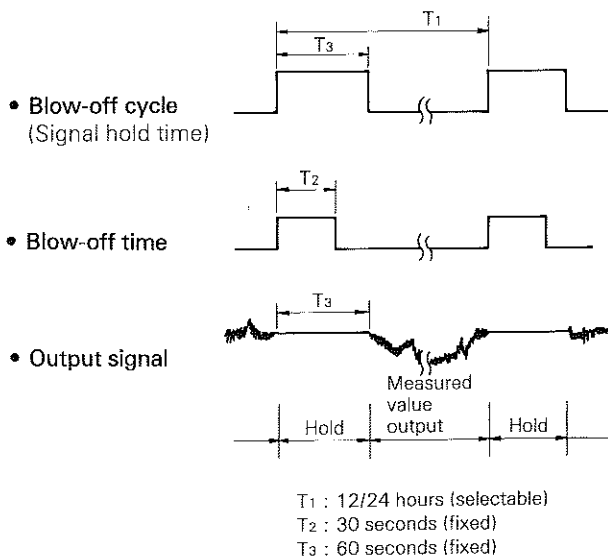 T1
T3
• Blow-off cycle
(Signal hold time)
T2
• Blow-off time
T3
• Output signal
Measured
value
output
Hold
Hold
T1 : 12/24 hours (selectable)
T2 : 30 seconds (fixed)
T3 : 60 seconds (fixed)